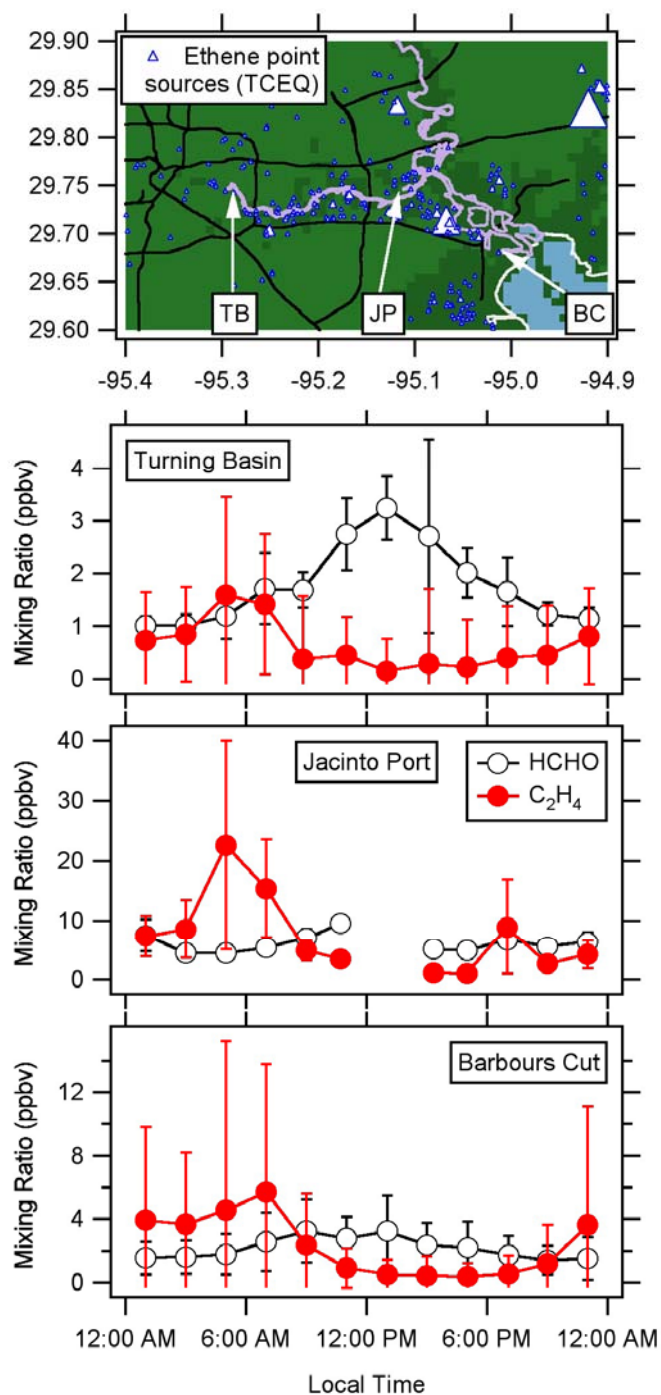 29.90
29.85
29.80
29.75
29.70
29.65
29.60
Ethene point
sources (TCEQ)
TB
JP
BC
-95.4 -95.3 -95.2 -95.1 -95.0 -94.9
Turning Basin
Mixing Ratio (ppbv)
4
3
2
1
0
Jacinto Port
HCHO
C₂H₄
Mixing Ratio (ppbv)
40
30
20
10
0
Barbours Cut
Mixing Ratio (ppbv)
12
8
4
0
12:00 AM 6:00 AM 12:00 PM 6:00 PM 12:00 AM
Local Time